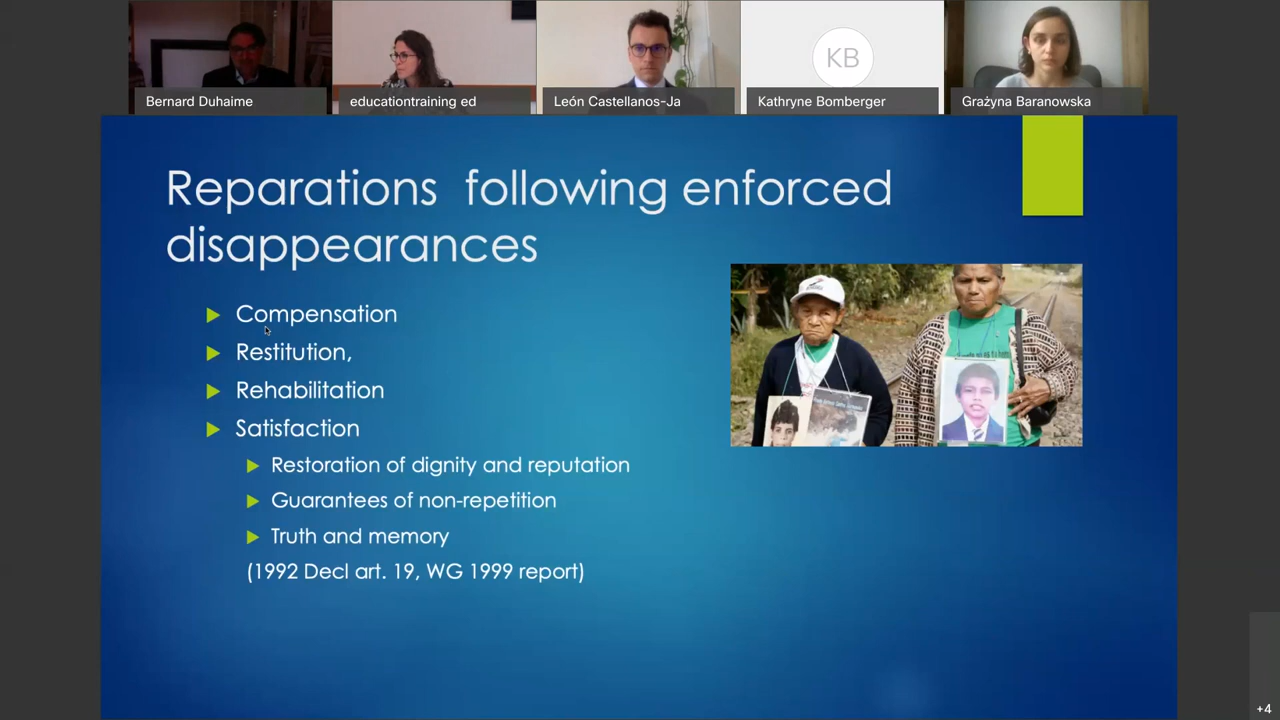 Bernard Duhaime
educationtraining ed
León Castellanos-Ja
KB
Kathryne Bomberger
Grażyna Baranowska
Reparations following enforced
disappearances
Compensation
Restitution,
Rehabilitation
Satisfaction
Restoration of dignity and reputation
Guarantees of non-repetition
Truth and memory
(1992 Decl art. 19, WG 1999 report)
+4